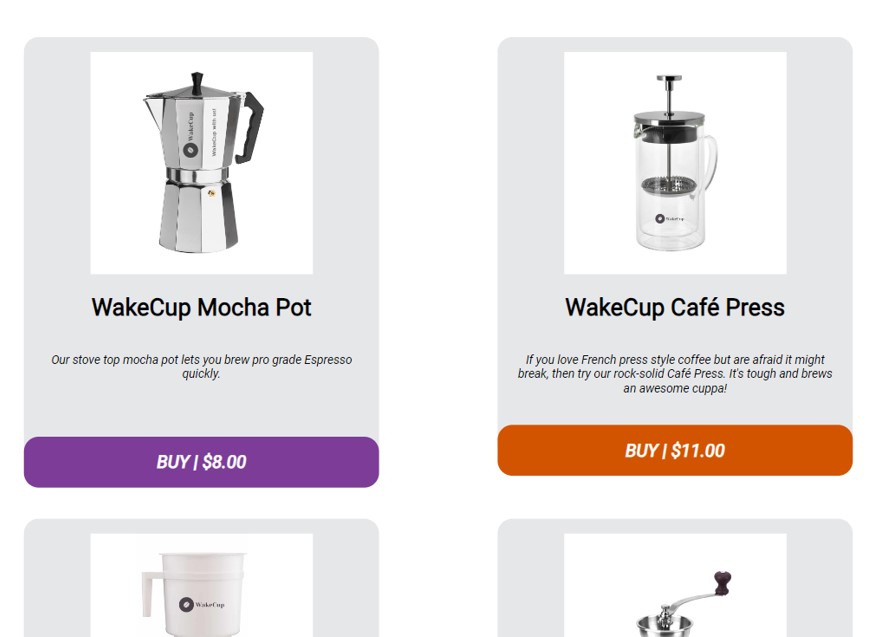 WakeCup
WakeCup with us!
WakeCup
WakeCup Mocha Pot
WakeCup Café Press
Our stove top mocha pot lets you brew pro grade Espresso
quickly.
If you love French press style coffee but are afraid it might
break, then try our rock-solid Café Press. It's tough and brews
an awesome cuppa!
BUY | $8.00
BUY | $11.00
WakeCup